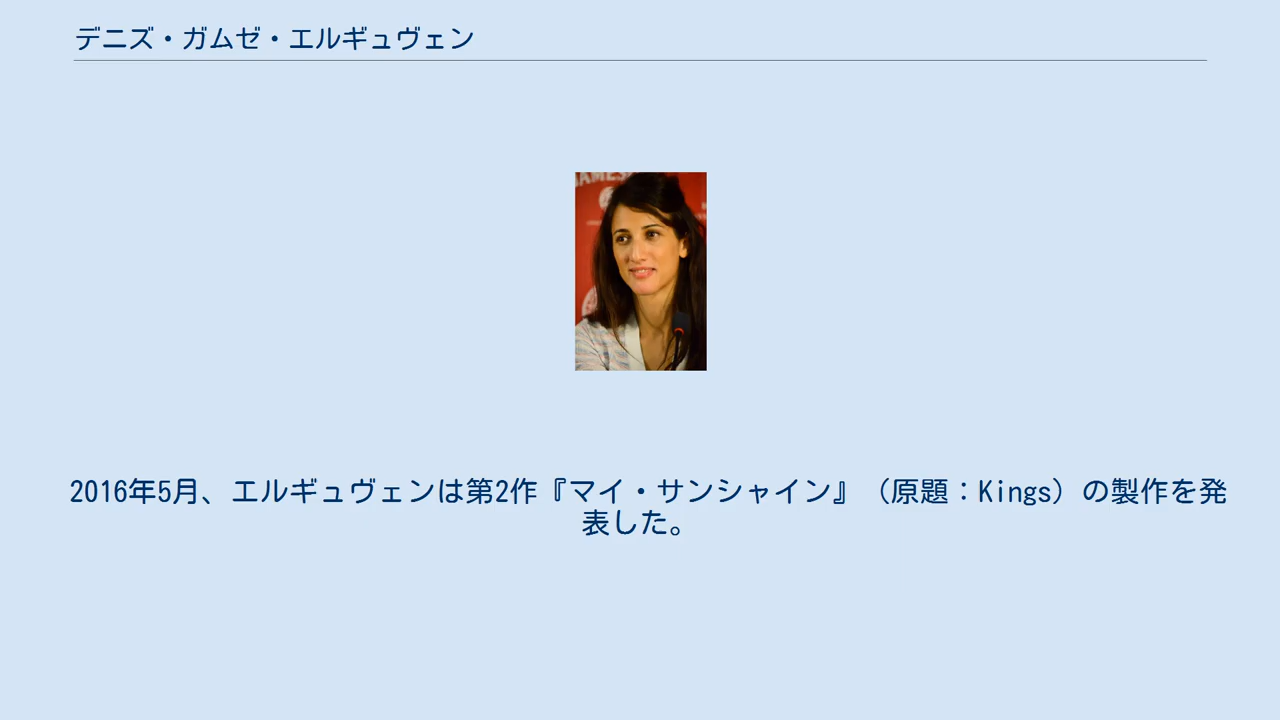 デニズ・ガムゼ・エルギュヴェン
2016年5月、エルギュヴェンは第2作『マイ・サンシャイン』（原題：Kings）の製作を発
表した。